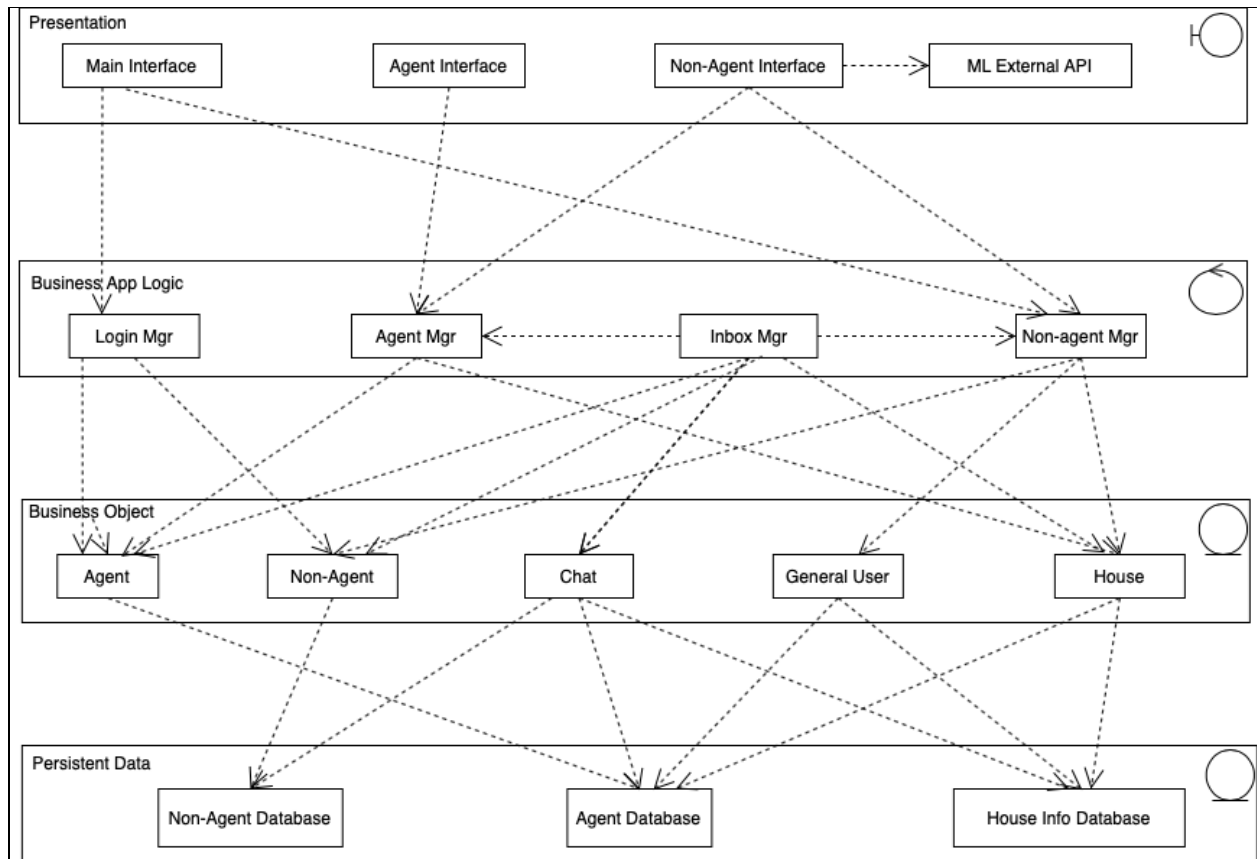 Presentation
Main Interface
Agent Interface
Non-Agent Interface
ML External API
Business App Logic
Login Mgr
Agent Mgr
Inbox Mgr
Non-agent Mgr
Business Object
Agent
Non-Agent
Chat
General User
House
Persistent Data
Non-Agent Database
Agent Database
House Info Database